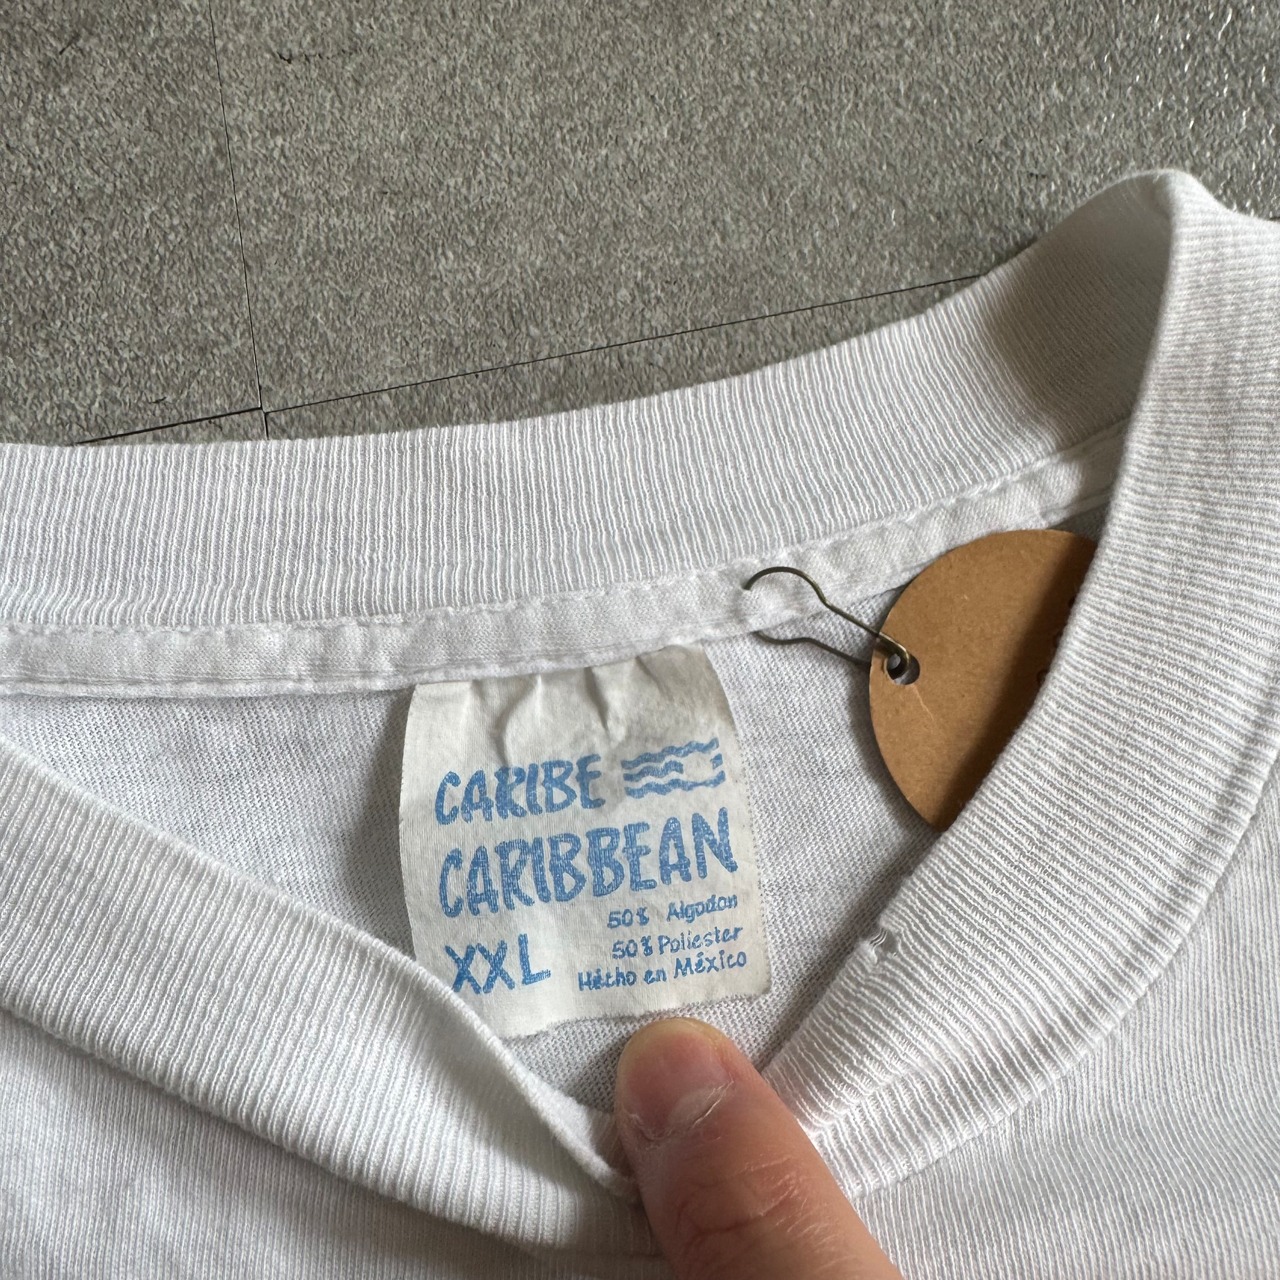 CARIBE
CARIBBEAN
50% Algodon
XXL
50% Poliester
Hecho en México